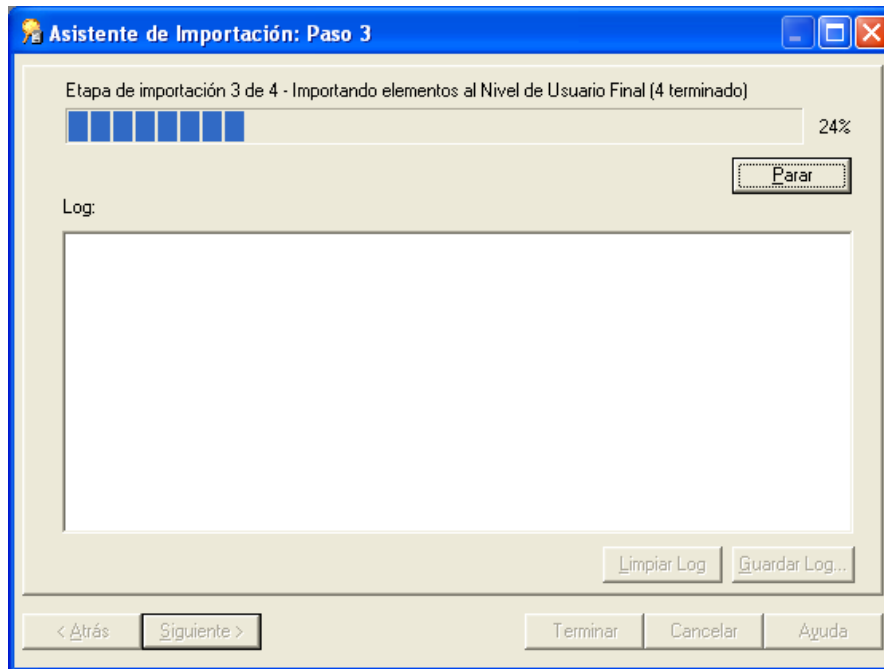 Asistente de Importación: Paso 3
Etapa de importación 3 de 4 - Importando elementos al Nivel de Usuario Final (4 terminado)
24%
Parar
Log:
Limpiar Log
Guardar Log...
< Atrás
Siguiente >
Terminar
Cancelar
Ayuda